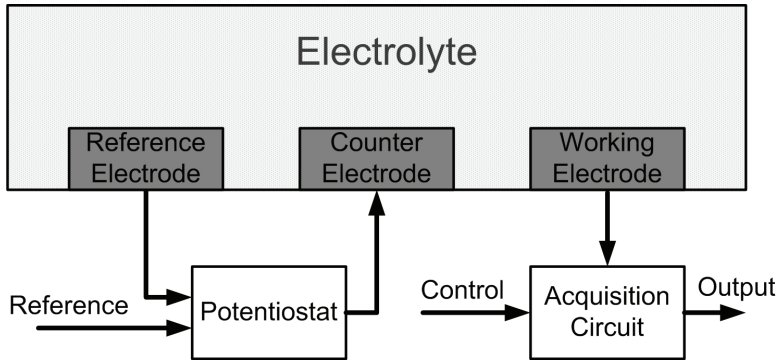 Electrolyte
Reference
Electrode
Counter
Electrode
Working
Electrode
Reference
Potentiostat
Control
Acquisition
Circuit
Output